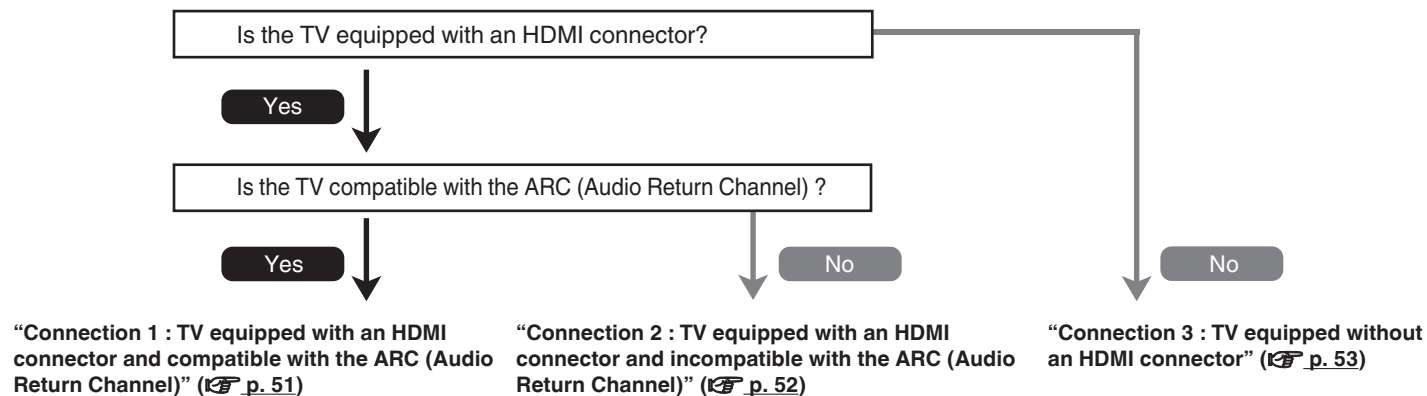 Is the TV equipped with an HDMI connector?
Yes
Is the TV compatible with the ARC (Audio Return Channel) ?
Yes
No
No
“Connection 1 : TV equipped with an HDMI
connector and compatible with the ARC (Audio
Return Channel)” (☞ p. 51)
“Connection 2 : TV equipped with an HDMI
connector and incompatible with the ARC (Audio
Return Channel)” (☞ p. 52)
“Connection 3 : TV equipped without
an HDMI connector” (☞ p. 53)